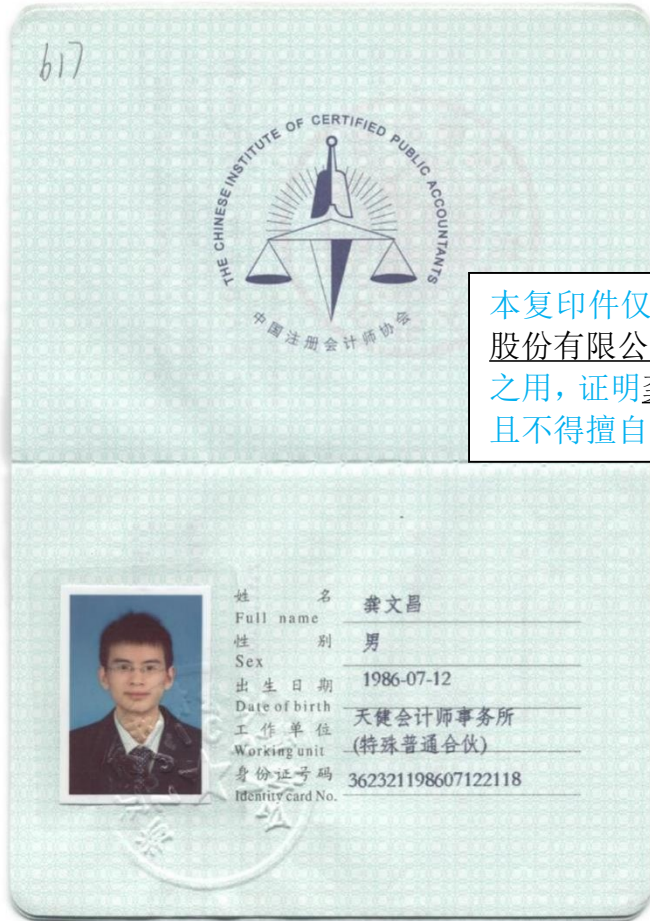 617
THE CHINESE INSTITUTE OF CERTIFIED PUBLIC ACCOUNTANTS
中国注册会计师协会
本复印件仅
股份有限公
之用，证明
且不得擅自
姓 名 龚文昌
Full name
性 别 男
Sex
出生日期 1986-07-12
Date of birth
工作单位 天健会计师事务所
Working unit (特殊普通合伙)
身份证号码 362321198607122118
Identity card No.